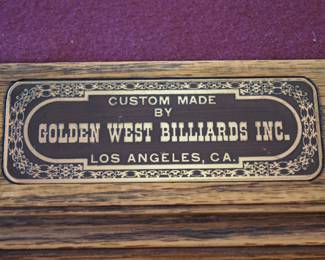 CUSTOM MADE
BY
GOLDEN WEST BILLIARDS INC.
LOS ANGELES, CA.